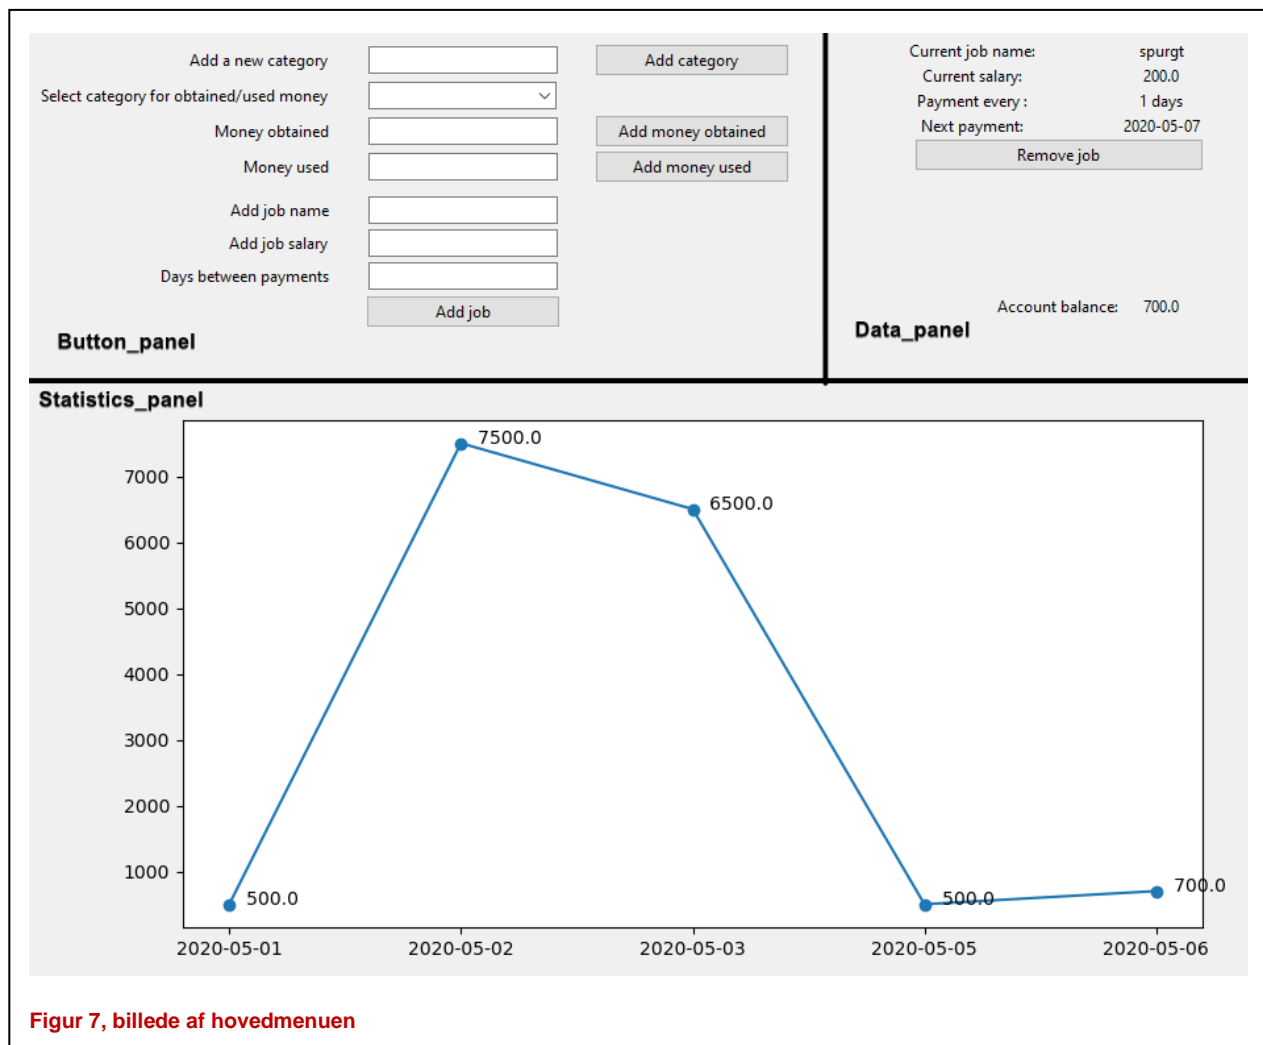 Add a new category
Add category
Select category for obtained/used money
Money obtained
Add money obtained
Money used
Add money used
Add job name
Add job salary
Days between payments
Add job
Button_panel
Current job name: spurgt
Current salary: 200.0
Payment every : 1 days
Next payment: 2020-05-07
Remove job
Account balance: 700.0
Data_panel
Statistics_panel
7000
6000
5000
4000
3000
2000
1000
500.0
7500.0
6500.0
500.0
700.0
2020-05-01
2020-05-02
2020-05-03
2020-05-05
2020-05-06
Figur 7, billede af hovedmenuen